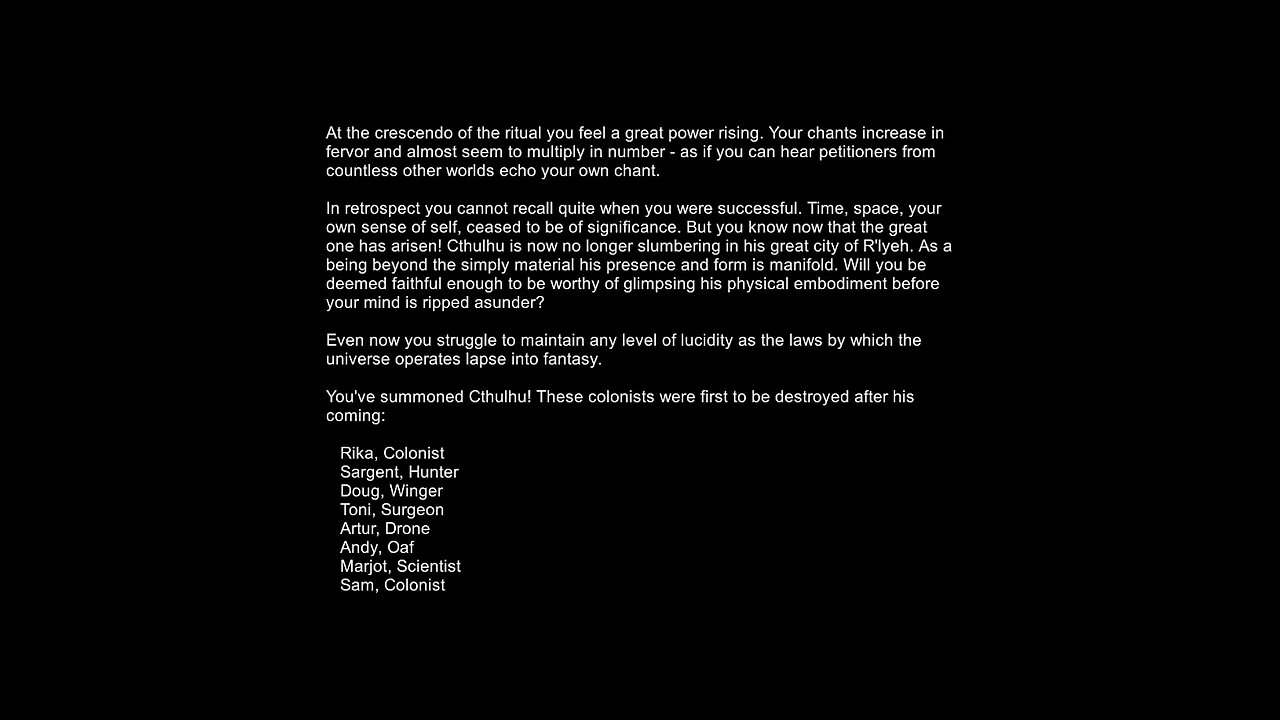 At the crescendo of the ritual you feel a great power rising. Your chants increase in
fervor and almost seem to multiply in number - as if you can hear petitioners from
countless other worlds echo your own chant.
In retrospect you cannot recall quite when you were successful. Time, space, your
own sense of self, ceased to be of significance. But you know now that the great
one has arisen! Cthulhu is now no longer slumbering in his great city of R'lyeh. As a
being beyond the simply material his presence and form is manifold. Will you be
deemed faithful enough to be worthy of glimpsing his physical embodiment before
your mind is ripped asunder?
Even now you struggle to maintain any level of lucidity as the laws by which the
universe operates lapse into fantasy.
You've summoned Cthulhu! These colonists were first to be destroyed after his
coming:
Rika, Colonist
Sargent, Hunter
Doug, Winger
Toni, Surgeon
Artur, Drone
Andy, Oaf
Marjot, Scientist
Sam, Colonist